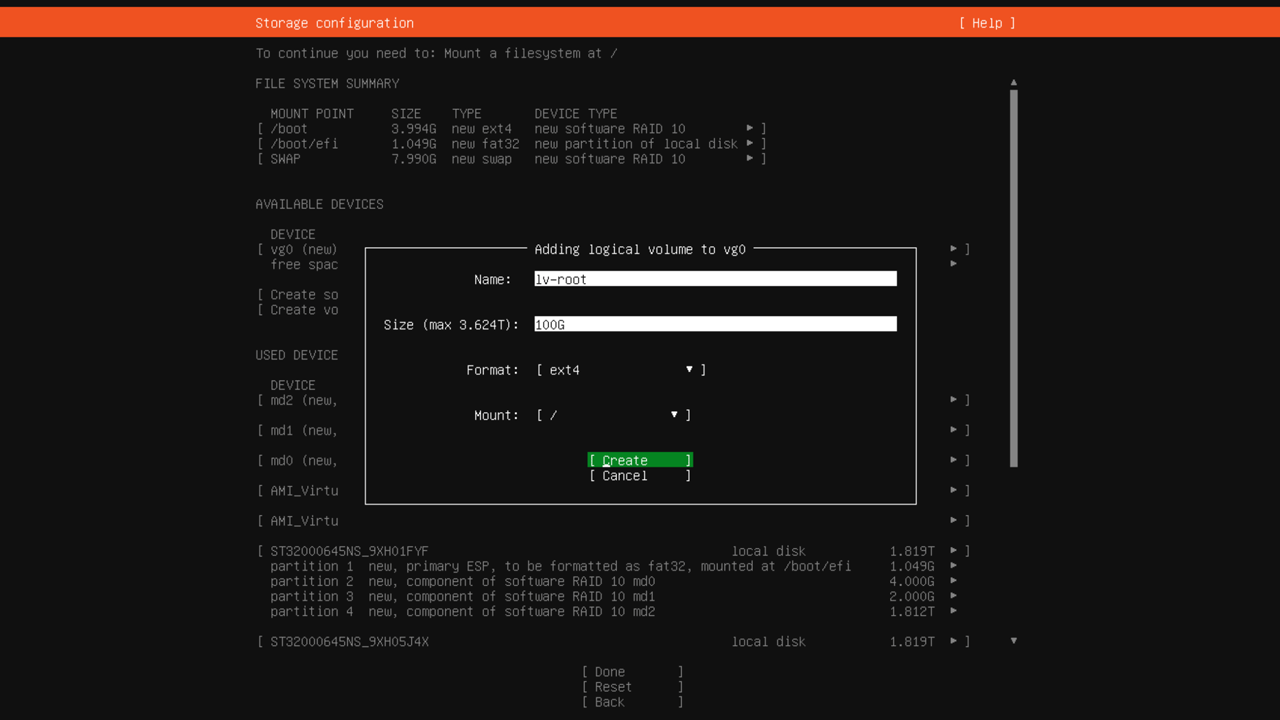 Storage configuration [ Help ]
To continue you need to: Mount a filesystem at /
FILE SYSTEM SUMMARY
MOUNT POINT SIZE TYPE DEVICE TYPE
[ /boot 3.994G new ext4 new software RAID 10 ▸ ]
[ /boot/efi 1.049G new fat32 new partition of local disk ▸ ]
[ SWAP 7.990G new swap new software RAID 10 ▸ ]
AVAILABLE DEVICES
DEVICE
[ vg0 (new) ▸ ]
free spac ▸
[ Create so
[ Create vo
Adding logical volume to vg0
Name: lv-root
Size (max 3.624T): 100G
Format: [ ext4 ▾ ]
Mount: [ / ▾ ]
[ Create ]
[ Cancel ]
USED DEVICE
DEVICE
[ md2 (new, ▸ ]
[ md1 (new, ▸ ]
[ md0 (new, ▸ ]
[ AMI_Virtu ▸ ]
[ AMI_Virtu ▸ ]
[ ST32000645NS_9XH01FYF local disk 1.819T ▸ ]
partition 1 new, primary ESP, to be formatted as fat32, mounted at /boot/efi 1.049G ▸
partition 2 new, component of software RAID 10 md0 4.000G ▸
partition 3 new, component of software RAID 10 md1 2.000G ▸
partition 4 new, component of software RAID 10 md2 1.812T ▸
[ ST32000645NS_9XH05J4X local disk 1.819T ▸ ]
[ Done ]
[ Reset ]
[ Back ]